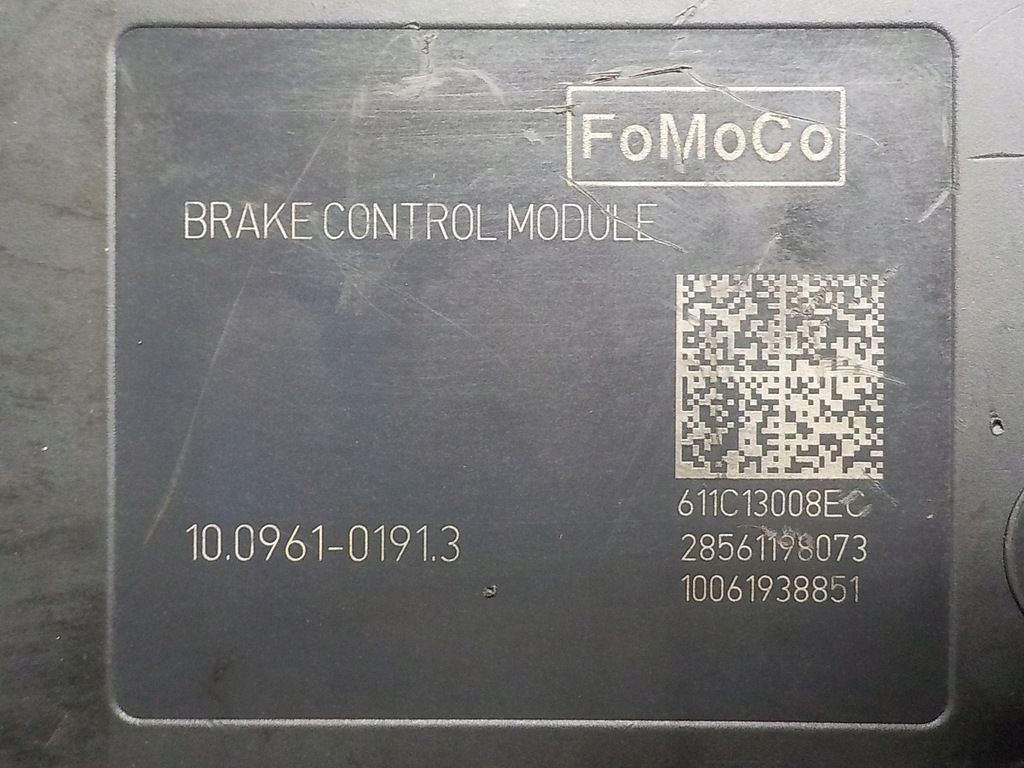 FoMoCo
BRAKE CONTROL MODULE
611C13008EC
10.0961-0191.3
28561198073
10061938851